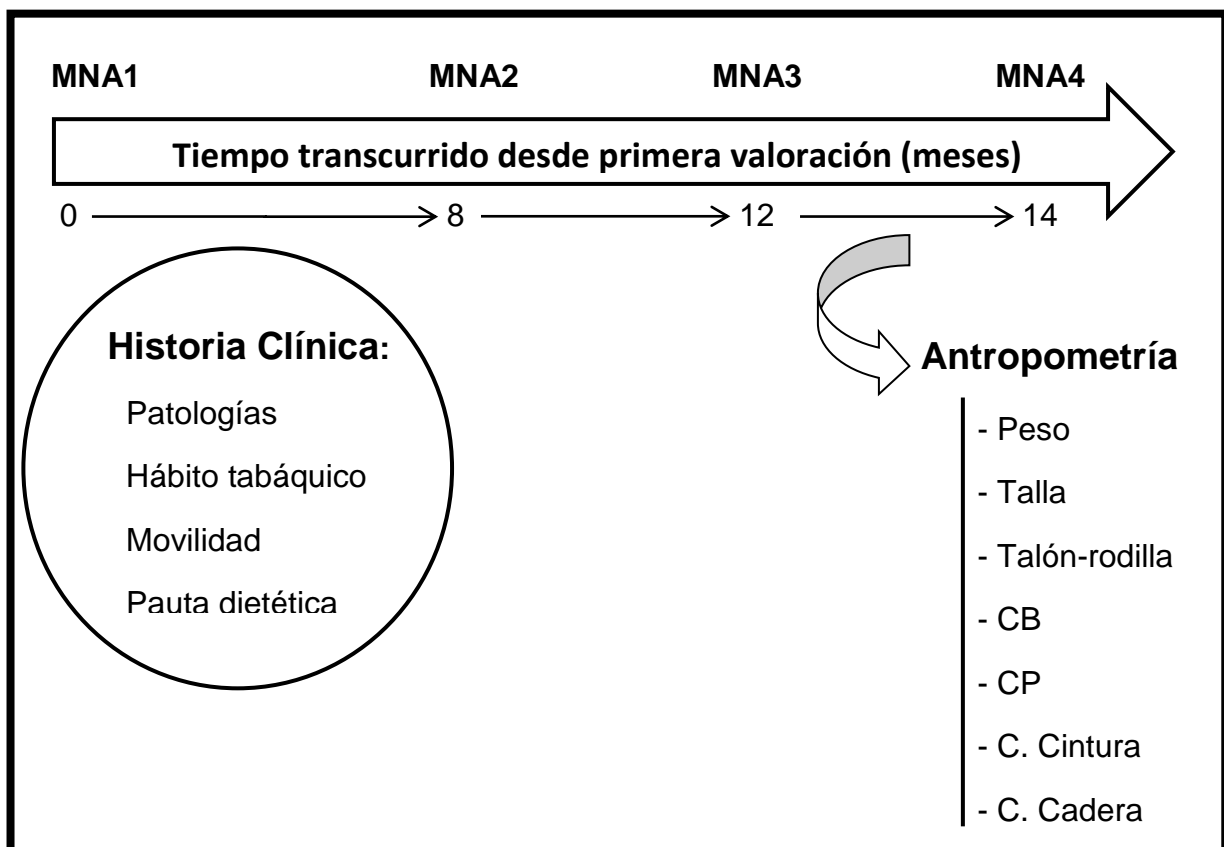 MNA1 MNA2 MNA3 MNA4
Tiempo transcurrido desde primera valoración (meses)
0 8 12 14
Historia Clínica:
Patologías
Hábito tabáquico
Movilidad
Pauta dietética
Antropometría
- Peso
- Talla
- Talón-rodilla
- CB
- CP
- C. Cintura
- C. Cadera